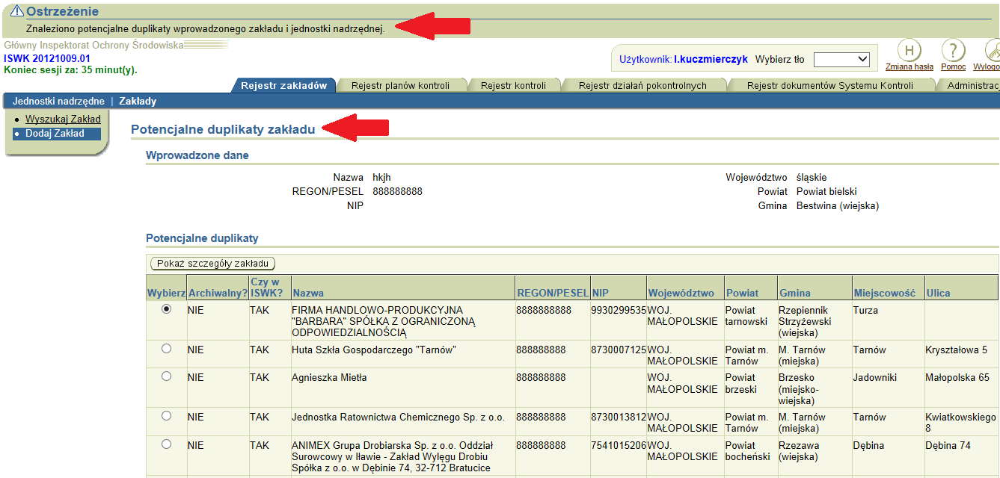 Ostrzeżenie
Znaleziono potencjalne duplikaty wprowadzonego zakładu i jednostki nadrzędnej.
Główny Inspektorat Ochrony Środowiska
ISWK 20121009.01
Koniec sesji za: 35 minut(y).
Użytkownik: l.kuczmierczyk Wybierz tło
Zmiana hasła Pomoc Wylogo
Rejestr zakładów Rejestr planów kontroli Rejestr kontroli Rejestr działań pokontrolnych Rejestr dokumentów Systemu Kontroli Administrac
Jednostki nadrzędne | Zakłady
Wyszukaj Zakład
Dodaj Zakład
Potencjalne duplikaty zakładu
Wprowadzone dane
Nazwa hkjh Województwo śląskie
REGON/PESEL 888888888 Powiat Powiat bielski
NIP Gmina Bestwina (wiejska)
Potencjalne duplikaty
Pokaż szczegóły zakładu
Czy w
Wybierz Archiwalny? ISWK? Nazwa REGON/PESEL NIP Województwo Powiat Gmina Miejscowość Ulica
NIE TAK FIRMA HANDLOWO-PRODUKCYJNA 8888888888 9930299535 WOJ. Powiat Rzepiennik Turza
"BARBARA" SPÓŁKA Z OGRANICZONĄ MAŁOPOLSKIE tarnowski Strzyżewski
ODPOWIEDZIALNOŚCIĄ (wiejska)
NIE TAK Huta Szkła Gospodarczego "Tarnów" 888888888 8730007125 WOJ. Powiat m. M. Tarnów Tarnów Kryształowa 5
MAŁOPOLSKIE Tarnów (miejska)
NIE TAK Agnieszka Mietła 888888888 WOJ. Powiat Brzesko Jadowniki Małopolska 65
MAŁOPOLSKIE brzeski (miejsko-
wiejska)
NIE TAK Jednostka Ratownictwa Chemicznego Sp. z o.o. 888888888 8730013812 WOJ. Powiat m. M. Tarnów Tarnów Kwiatkowskiego
MAŁOPOLSKIE Tarnów (miejska) 8
NIE TAK ANIMEX Grupa Drobiarska Sp. z o.o. Oddział 888888888 7541015206 WOJ. Powiat Rzezawa Dębina Dębina 74
Surowcowy w Iławie - Zakład Wylęgu Drobiu MAŁOPOLSKIE bocheński (wiejska)
Spółka z o.o. w Dębinie 74, 32-712 Bratucice